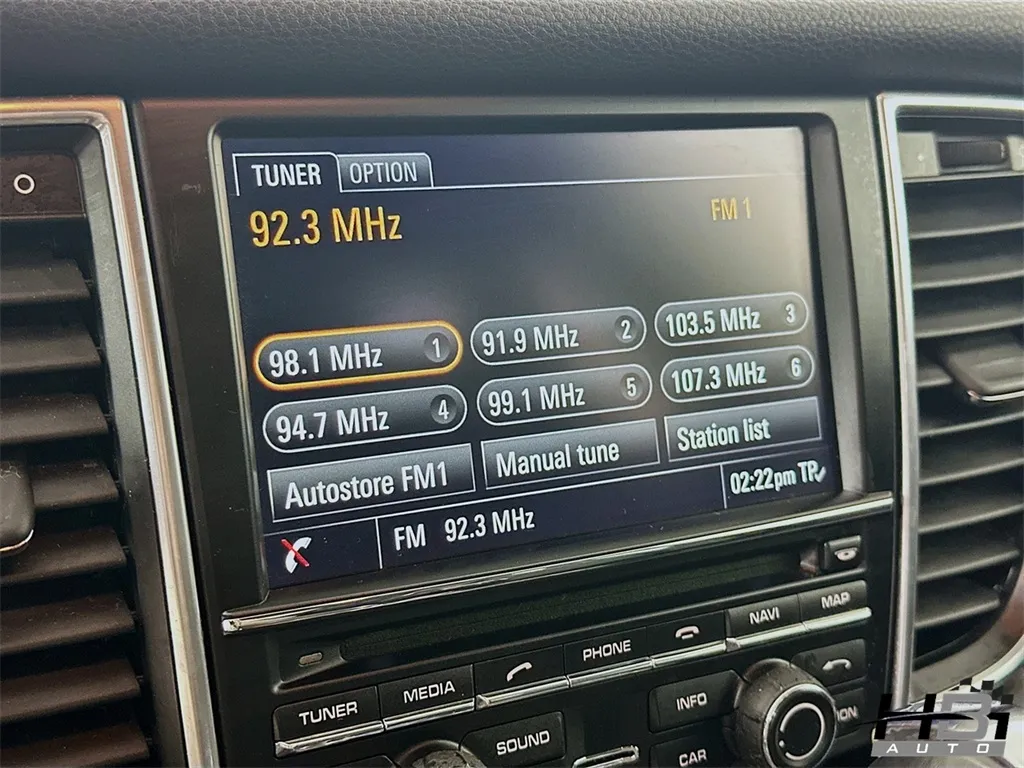 TUNER OPTION
92.3 MHz FM 1
98.1 MHz 1 91.9 MHz 2 103.5 MHz 3
94.7 MHz 4 99.1 MHz 5 107.3 MHz 6
Autostore FM1 Manual tune Station list
FM 92.3 MHz 02:22pm TP
TUNER MEDIA PHONE NAVI MAP
SOUND INFO
CAR
HBI
AUTO